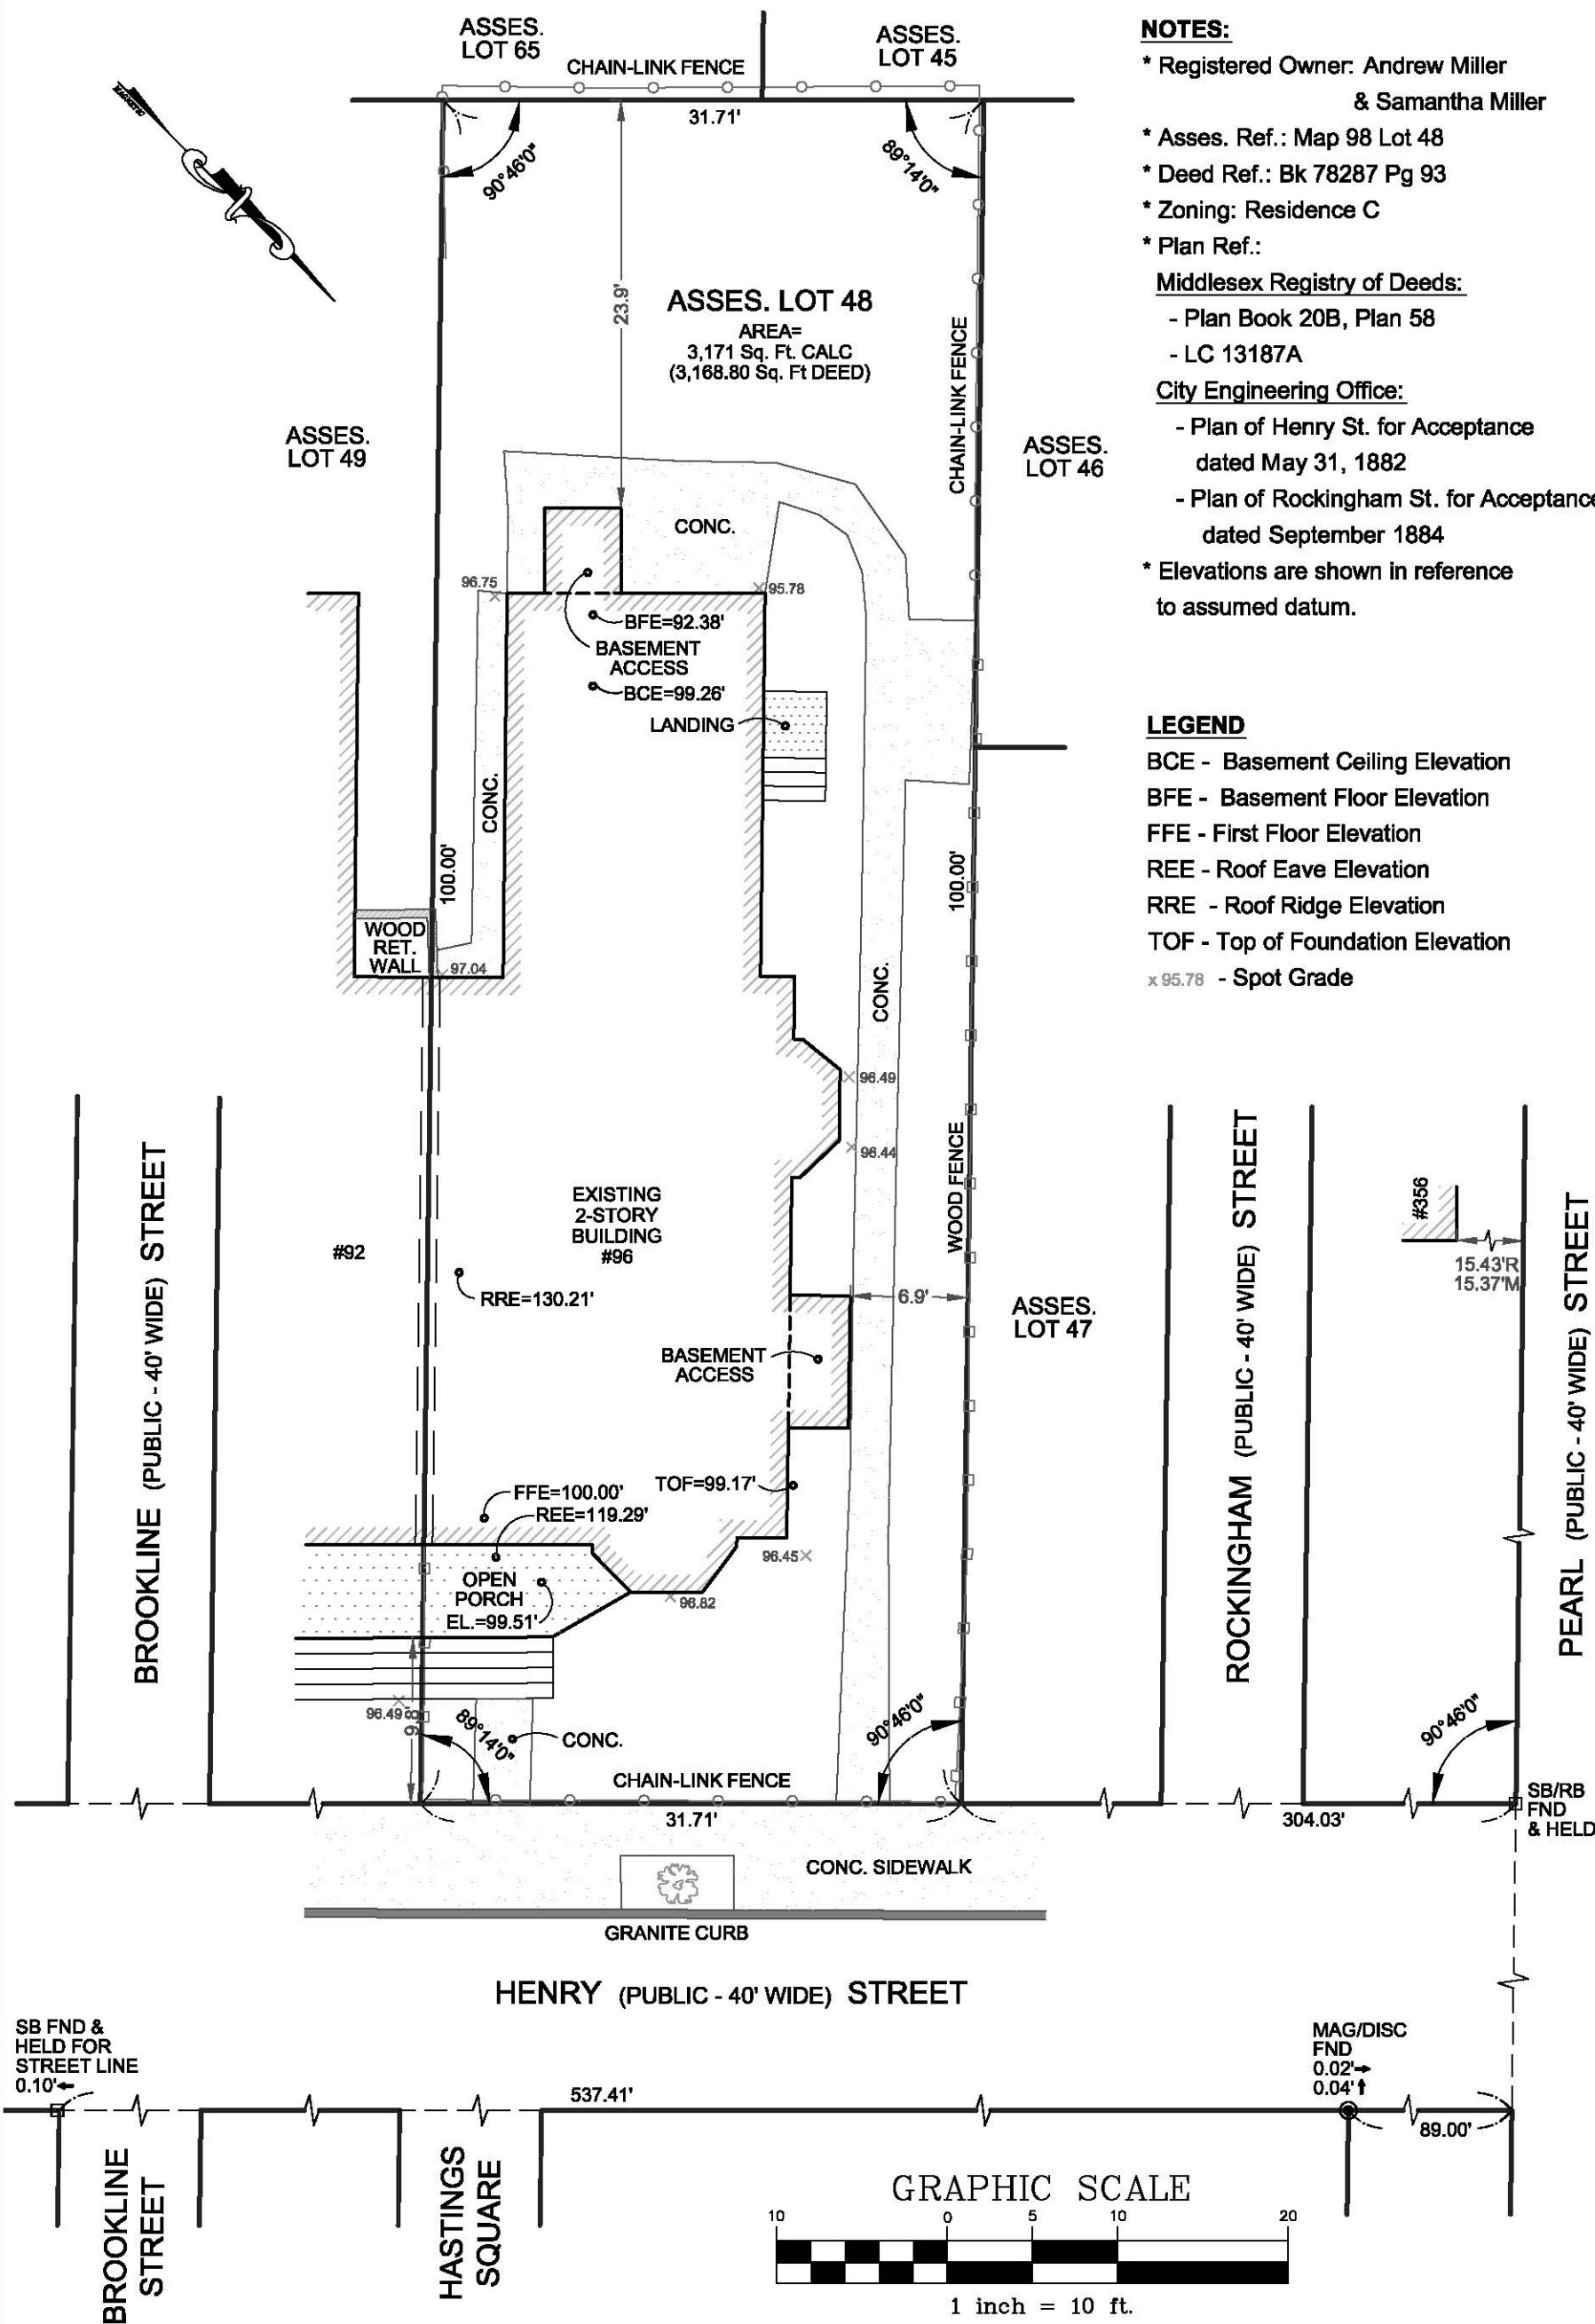 ASSES.
LOT 65
ASSES.
LOT 45
CHAIN-LINK FENCE
31.71'
90°46'0"
89°14'0"
MAGNETIC
23.9'
ASSES. LOT 48
AREA=
3,171 Sq. Ft. CALC
(3,168.80 Sq. Ft DEED)
CHAIN-LINK FENCE
ASSES.
LOT 49
ASSES.
LOT 46
CONC.
96.75
95.78
BFE=92.38'
BASEMENT
ACCESS
BCE=99.26'
LANDING
CONC.
100.00'
100.00'
WOOD
RET.
WALL
97.04
CONC.
96.49
96.44
WOOD FENCE
EXISTING
2-STORY
BUILDING
#96
#92
RRE=130.21'
6.9'
ASSES.
LOT 47
BASEMENT
ACCESS
TOF=99.17'
FFE=100.00'
REE=119.29'
96.45
96.82
OPEN
PORCH
EL.=99.51'
96.49
9.8'
89°14'0"
CONC.
90°46'0"
CHAIN-LINK FENCE
31.71'
CONC. SIDEWALK
GRANITE CURB
HENRY (PUBLIC - 40' WIDE) STREET
BROOKLINE (PUBLIC - 40' WIDE) STREET
ROCKINGHAM (PUBLIC - 40' WIDE) STREET
PEARL (PUBLIC - 40' WIDE) STREET
#356
15.43'R
15.37'M
90°46'0"
304.03'
SB/RB
FND
& HELD
SB FND &
HELD FOR
STREET LINE
0.10'
537.41'
MAG/DISC
FND
0.02'
0.04'
89.00'
BROOKLINE
STREET
HASTINGS
SQUARE
GRAPHIC SCALE
10 0 5 10 20
1 inch = 10 ft.
NOTES:
* Registered Owner: Andrew Miller
& Samantha Miller
* Asses. Ref.: Map 98 Lot 48
* Deed Ref.: Bk 78287 Pg 93
* Zoning: Residence C
* Plan Ref.:
Middlesex Registry of Deeds:
- Plan Book 20B, Plan 58
- LC 13187A
City Engineering Office:
- Plan of Henry St. for Acceptance
dated May 31, 1882
- Plan of Rockingham St. for Acceptance
dated September 1884
* Elevations are shown in reference
to assumed datum.
LEGEND
BCE - Basement Ceiling Elevation
BFE - Basement Floor Elevation
FFE - First Floor Elevation
REE - Roof Eave Elevation
RRE - Roof Ridge Elevation
TOF - Top of Foundation Elevation
x 95.78 - Spot Grade